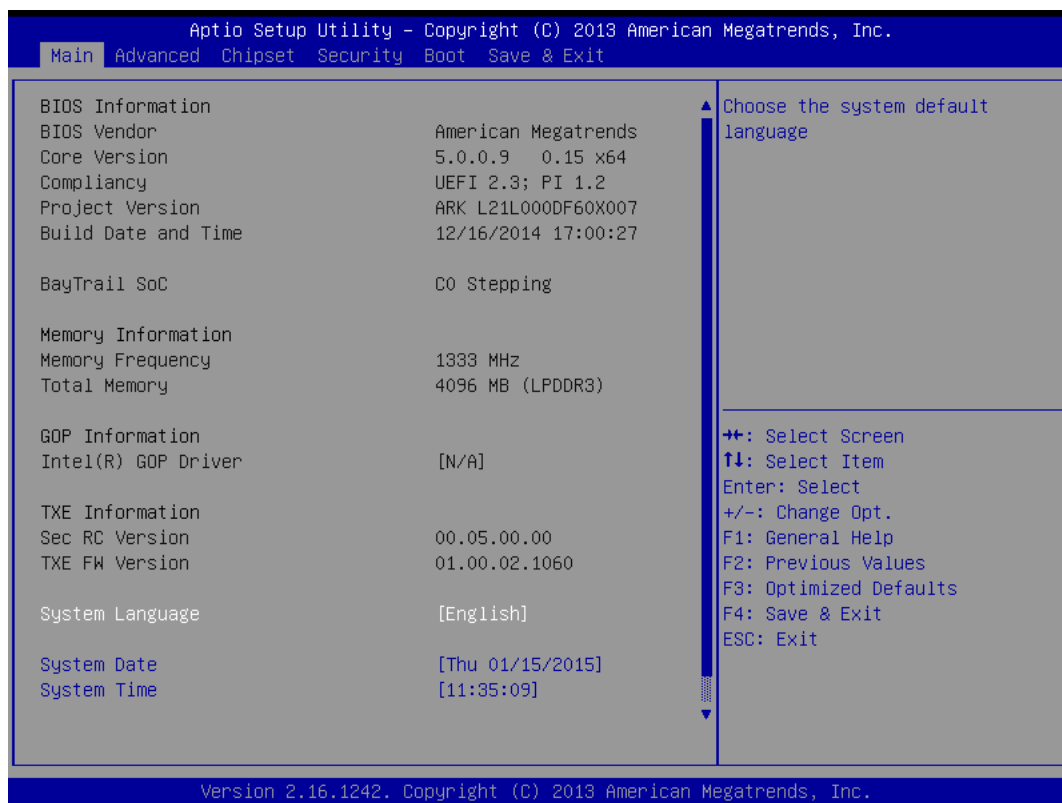 Aptio Setup Utility – Copyright (C) 2013 American Megatrends, Inc.
Main Advanced Chipset Security Boot Save & Exit
BIOS Information
BIOS Vendor American Megatrends
Core Version 5.0.0.9 0.15 x64
Compliancy UEFI 2.3; PI 1.2
Project Version ARK L21L000DF60X007
Build Date and Time 12/16/2014 17:00:27
BayTrail SoC C0 Stepping
Memory Information
Memory Frequency 1333 MHz
Total Memory 4096 MB (LPDDR3)
GOP Information
Intel(R) GOP Driver [N/A]
TXE Information
Sec RC Version 00.05.00.00
TXE FW Version 01.00.02.1060
System Language [English]
System Date [Thu 01/15/2015]
System Time [11:35:09]
Choose the system default
language
→←: Select Screen
↑↓: Select Item
Enter: Select
+/-: Change Opt.
F1: General Help
F2: Previous Values
F3: Optimized Defaults
F4: Save & Exit
ESC: Exit
Version 2.16.1242. Copyright (C) 2013 American Megatrends, Inc.